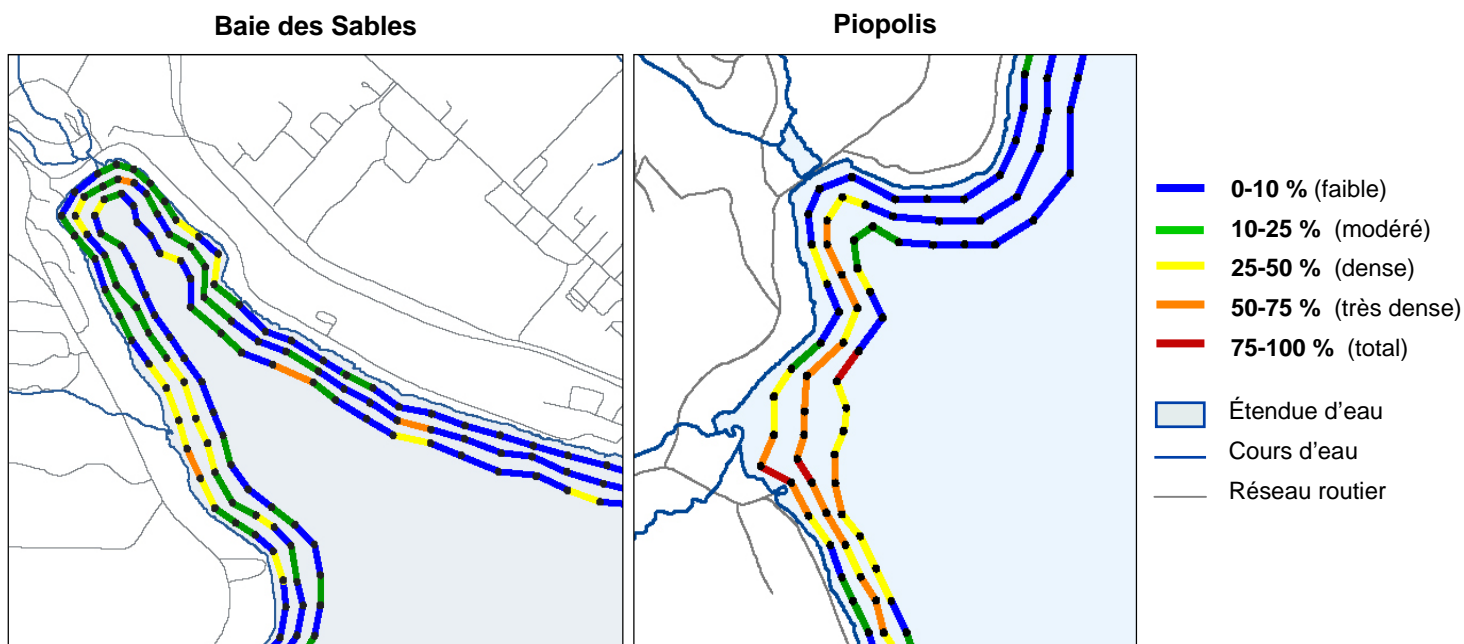 Baie des Sables
Piopolis
0-10 % (faible)
10-25 % (modéré)
25-50 % (dense)
50-75 % (très dense)
75-100 % (total)
Étendue d'eau
Cours d'eau
Réseau routier